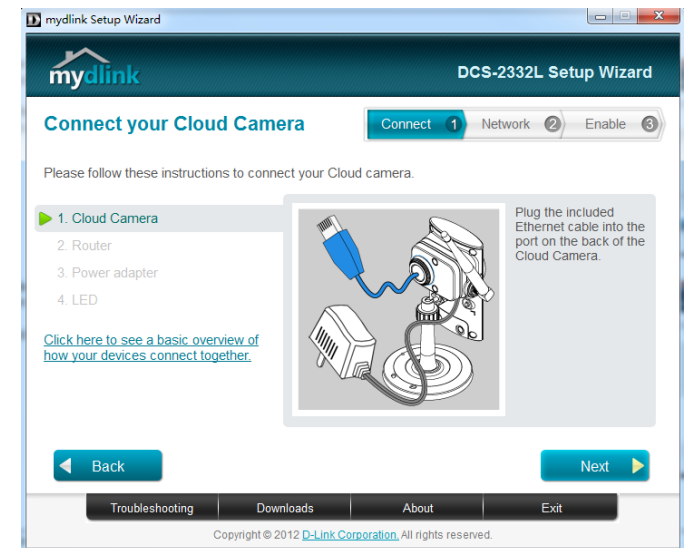 mydlink Setup Wizard
mydlink
DCS-2332L Setup Wizard
Connect your Cloud Camera
Connect 1 Network 2 Enable 3
Please follow these instructions to connect your Cloud camera.
1. Cloud Camera
2. Router
3. Power adapter
4. LED
Click here to see a basic overview of
how your devices connect together.
Plug the included
Ethernet cable into the
port on the back of the
Cloud Camera.
Back
Next
Troubleshooting Downloads About Exit
Copyright © 2012 D-Link Corporation. All rights reserved.